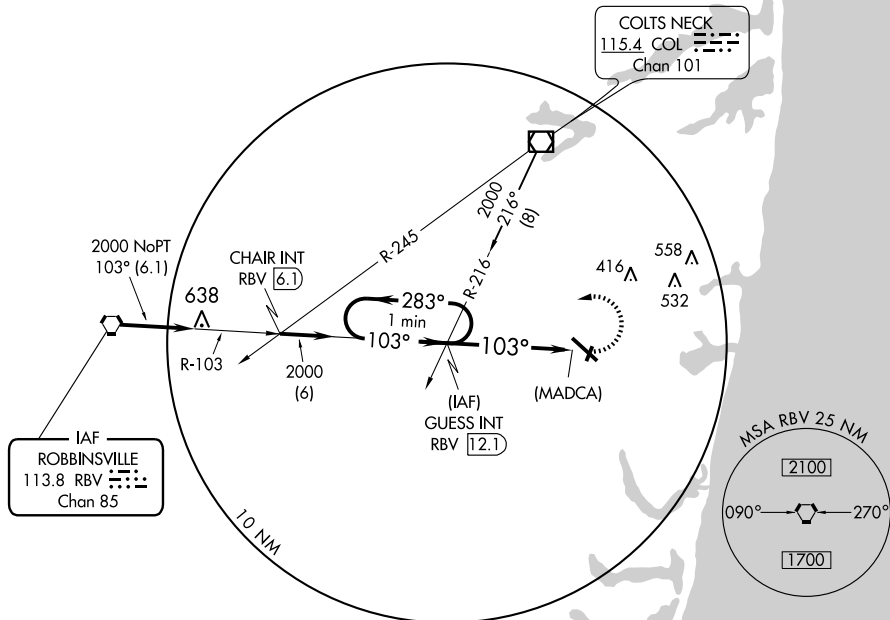 COLTS NECK
115.4 COL
Chan 101
2000
216°
(8)
R-245
R-216
2000 NoPT
103° (6.1)
CHAIR INT
RBV 6.1
638
416
558
532
283°
1 min
103°
103°
R-103
2000
(6)
(MADCA)
(IAF)
GUESS INT
RBV 12.1
IAF
ROBBINSVILLE
113.8 RBV
Chan 85
10 NM
MSA RBV 25 NM
2100
090°
270°
1700